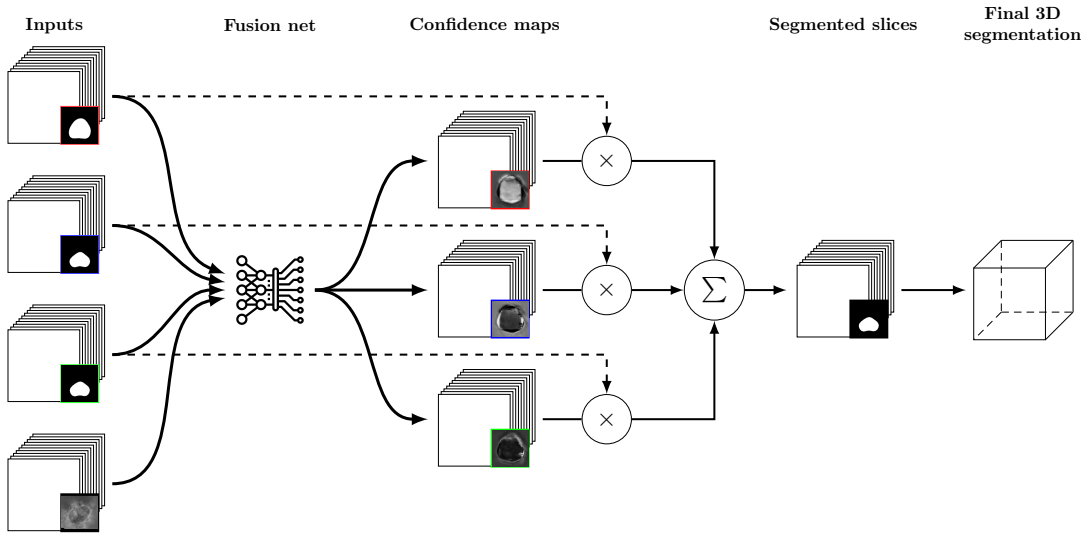 Inputs
Fusion net
Confidence maps
Segmented slices
Final 3D
segmentation
×
×
Σ
×